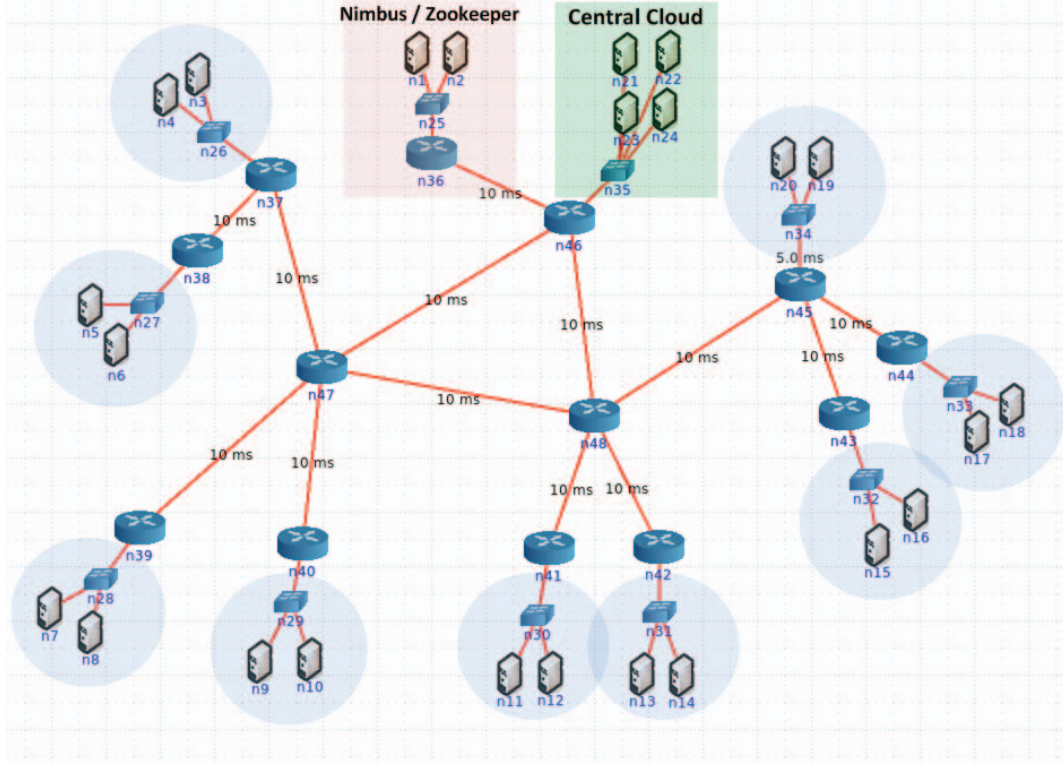 Nimbus / Zookeeper
Central Cloud
n1
n2
n21
n22
n3
n4
n25
n23
n24
n26
n36
n35
n20
n19
n37
10 ms
n34
10 ms
n46
5.0 ms
n38
10 ms
10 ms
n45
n5
n27
10 ms
10 ms
n44
n6
10 ms
10 ms
n47
10 ms
n33
n18
n48
n43
n17
10 ms
10 ms
10 ms
10 ms
n32
n16
n39
n40
n41
n42
n15
n28
n29
n30
n31
n7
n8
n9
n10
n11
n12
n13
n14